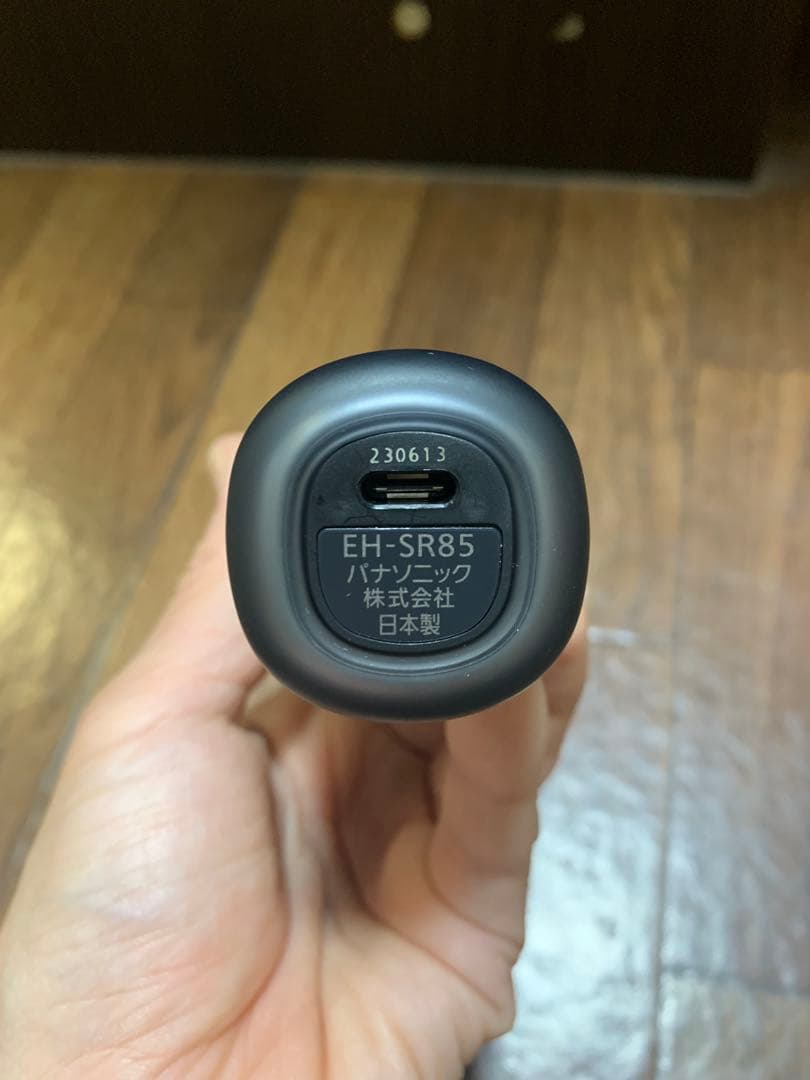 230613
EH-SR85
パナソニック
株式会社
日本製